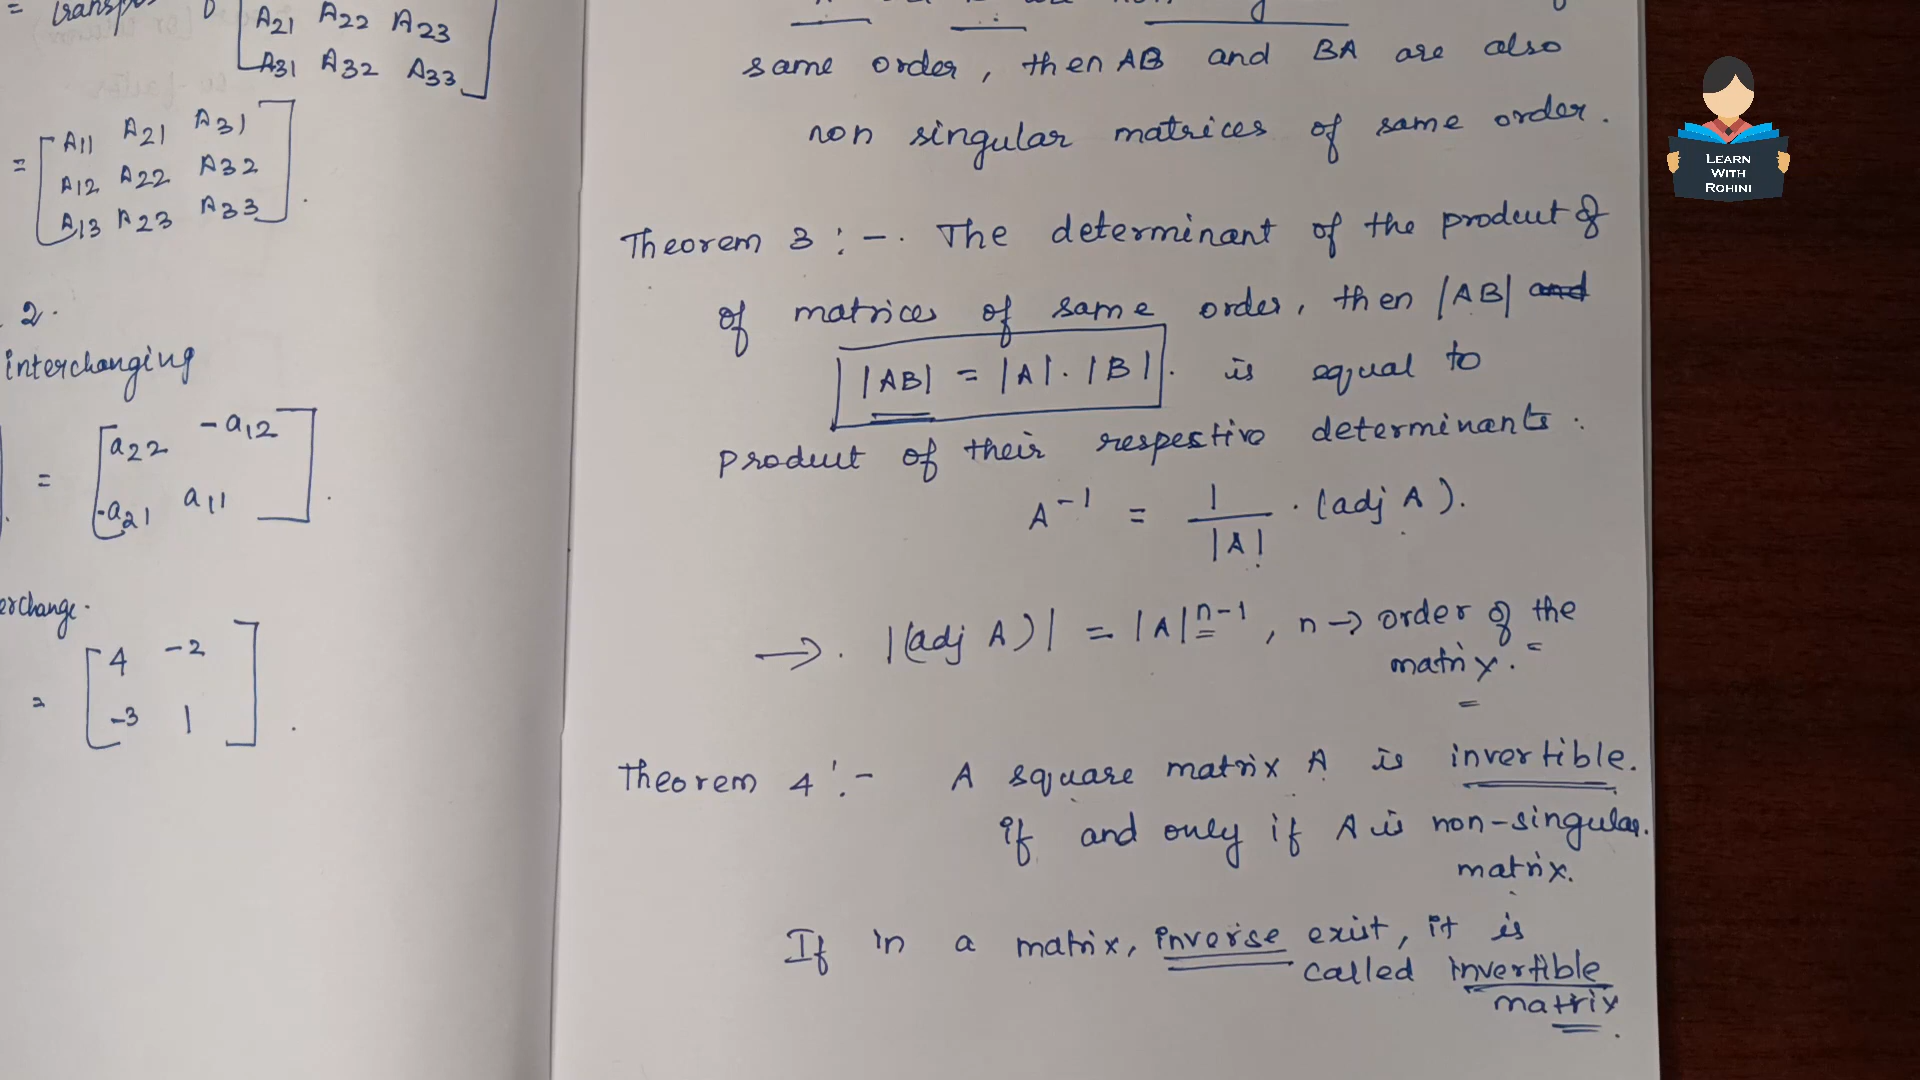 = transpo
A21 A22 A23
A31 A32 A33
= [A11 A21 A31
A12 A22 A32
A13 A23 A33].
2.
interchanging
= [a22 -a12
-a21 a11].
erchange.
= [4 -2
-3 1].
same order, then AB and BA are also
non singular matrices of same order.
Theorem 3 :-. The determinant of the product of
of matrices of same order, then |AB| and
|AB| = |A|.|B|. is equal to
product of their respective determinants.
A^-1 = 1/|A| . (adj A).
→. |(adj A)| = |A|^n-1, n → order of the
matrix.
Theorem 4 :- A square matrix A is invertible.
if and only if A is non-singular.
matrix.
If in a matrix, inverse exist, it is
called invertible
matrix.
LEARN
WITH
ROHINI